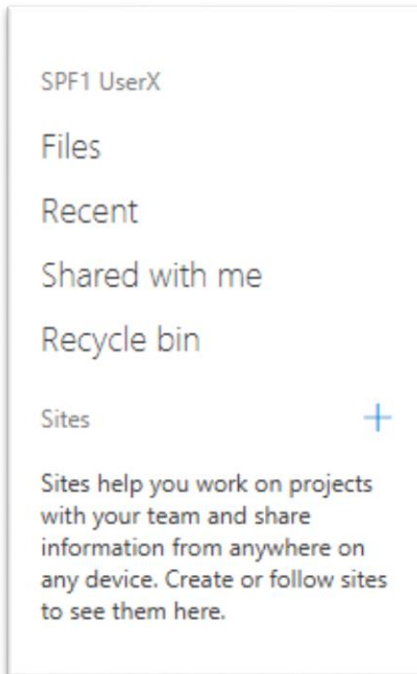 SPF1 UserX
Files
Recent
Shared with me
Recycle bin
Sites
Sites help you work on projects
with your team and share
information from anywhere on
any device. Create or follow sites
to see them here.